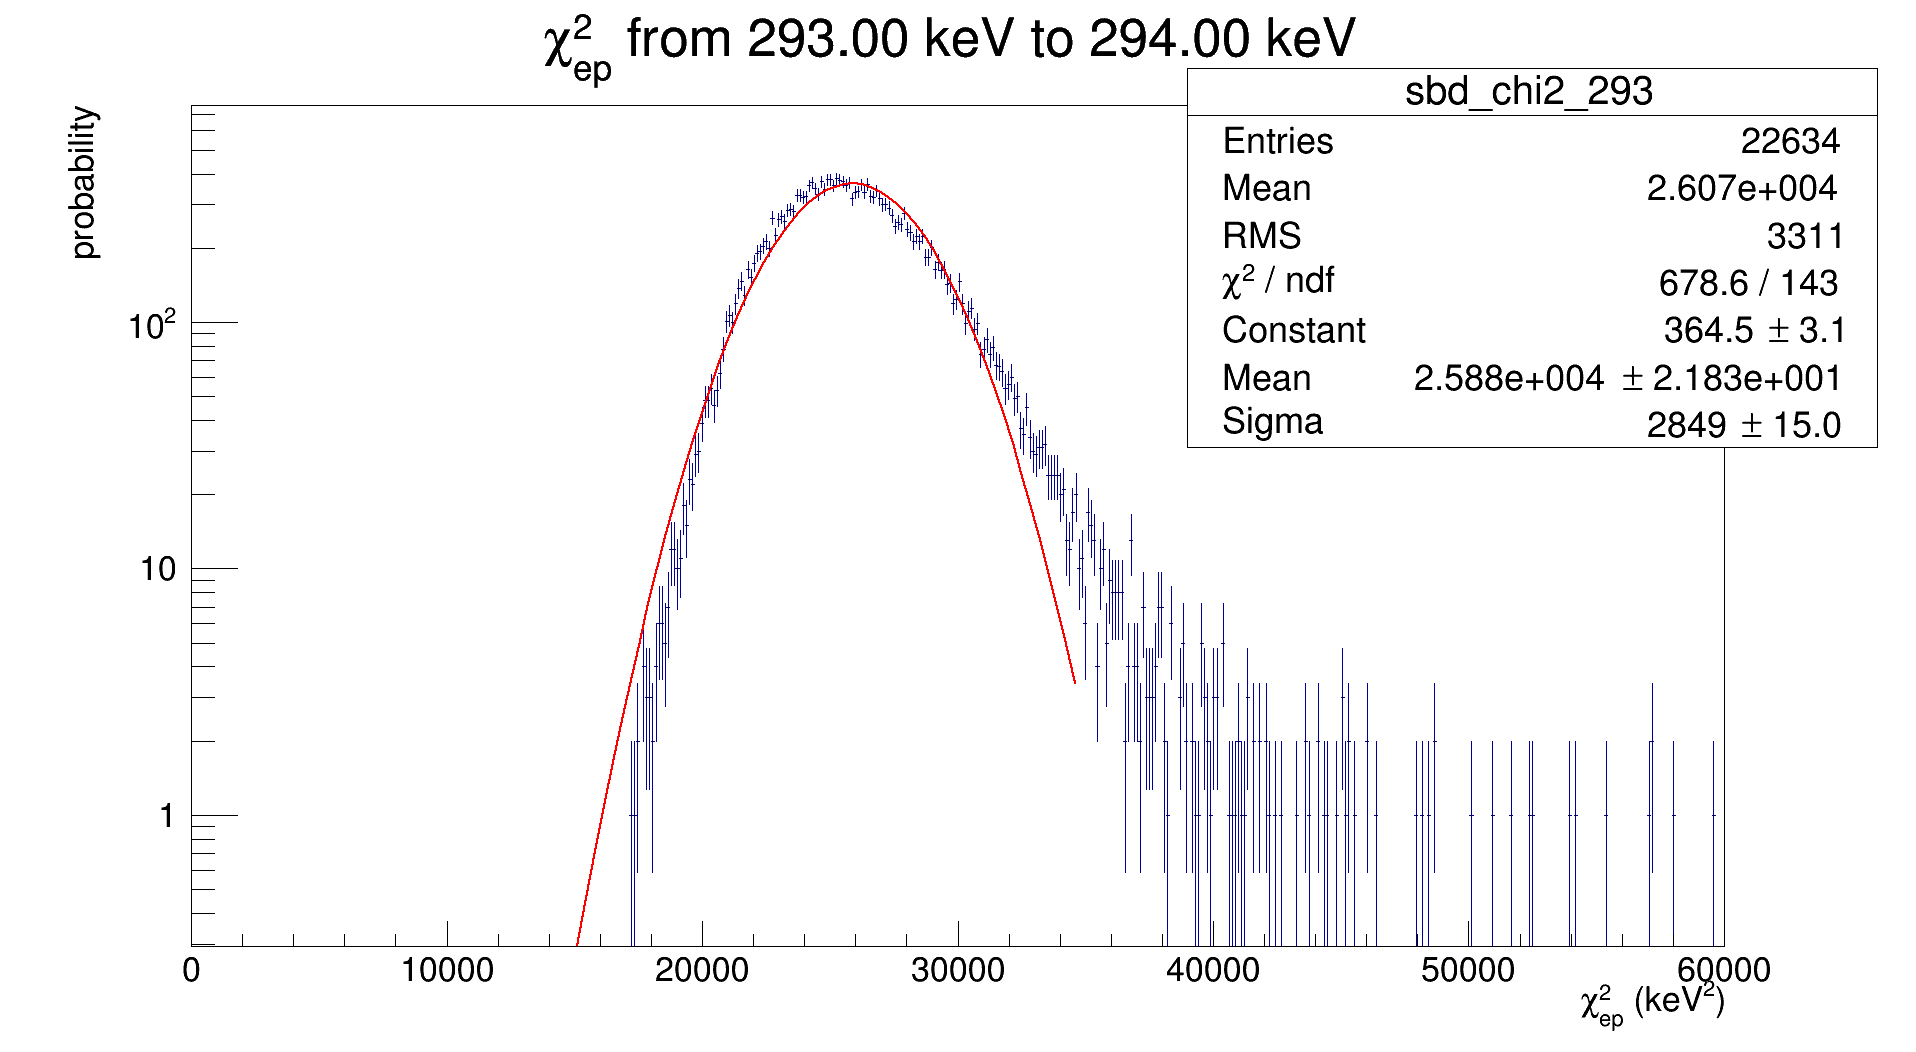 χ²ep from 293.00 keV to 294.00 keV
sbd_chi2_293
Entries 22634
Mean 2.607e+004
RMS 3311
χ² / ndf 678.6 / 143
Constant 364.5 ± 3.1
Mean 2.588e+004 ± 2.183e+001
Sigma 2849 ± 15.0
probability
10²
10
1
0 10000 20000 30000 40000 50000 60000
χ²ep (keV²)